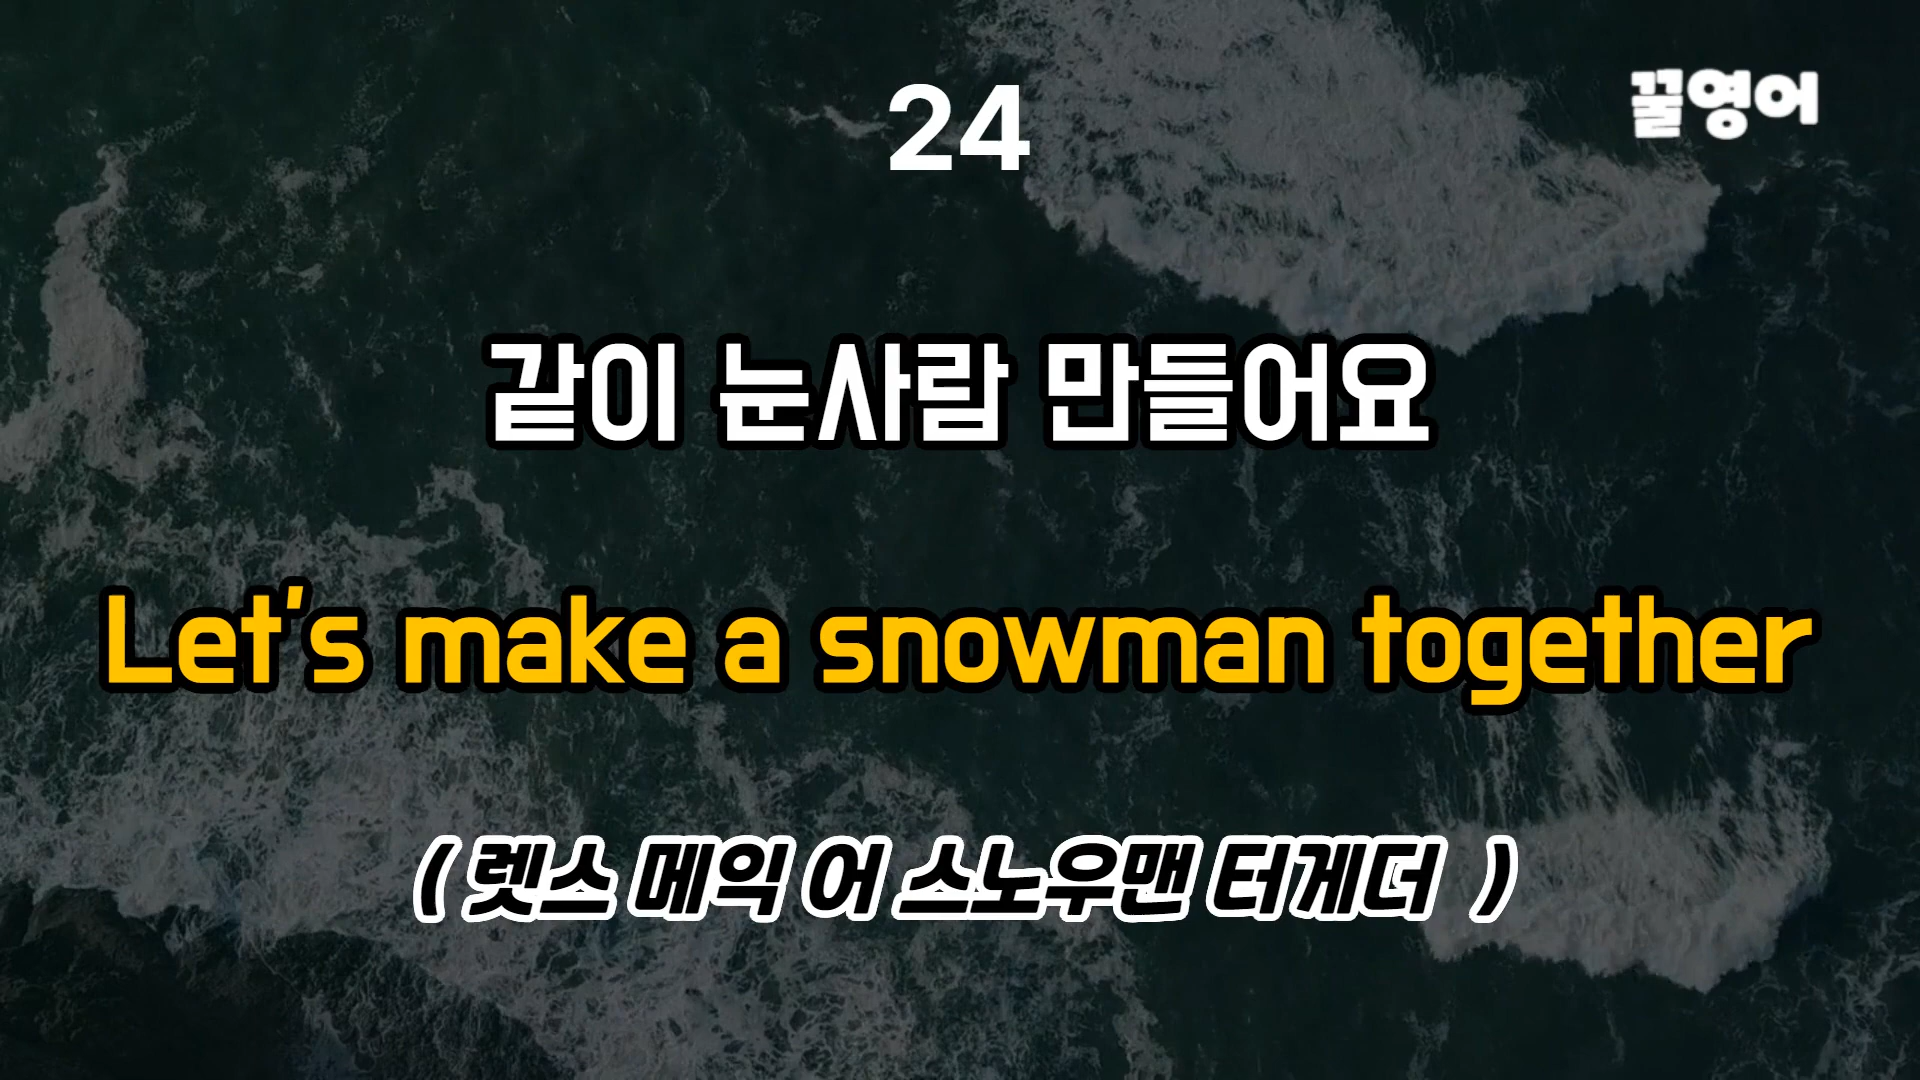 24
꿀영어
같이 눈사람 만들어요
Let's make a snowman together
( 렛스 메익 어 스노우맨 터게더 )